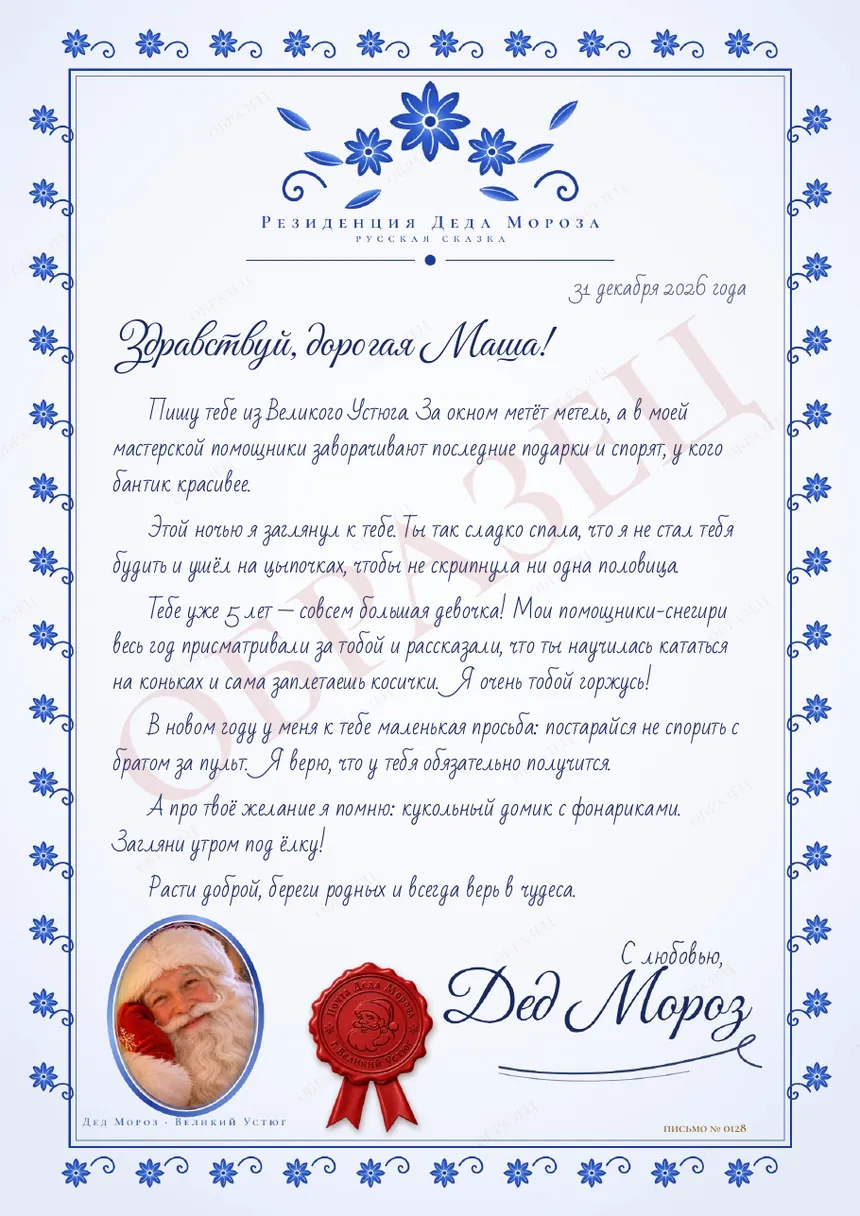 Резиденция Деда Мороза
РУССКАЯ СКАЗКА
31 декабря 2026 года
Здравствуй, дорогая Маша!
Пишу тебе из Великого Устюга. За окном метёт метель, а в моей
мастерской помощники заворачивают последние подарки и спорят, у кого
бантик красивее.
Этой ночью я заглянул к тебе. Ты так сладко спала, что я не стал тебя
будить и ушёл на цыпочках, чтобы не скрипнула ни одна половица.
Тебе уже 5 лет — совсем большая девочка! Мои помощники-снегири
весь год присматривали за тобой и рассказали, что ты научилась кататься
на коньках и сама заплетаешь косички. Я очень тобой горжусь!
В новом году у меня к тебе маленькая просьба: постарайся не спорить с
братом за пульт. Я верю, что у тебя обязательно получится.
А про твоё желание я помню: кукольный домик с фонариками.
Загляни утром под ёлку!
Расти доброй, береги родных и всегда верь в чудеса.
ОБРАЗЕЦ
С любовью,
Дед Мороз
Почта Деда Мороза
г. Великий Устюг
Дед Мороз · Великий Устюг
ПИСЬМО № 0128